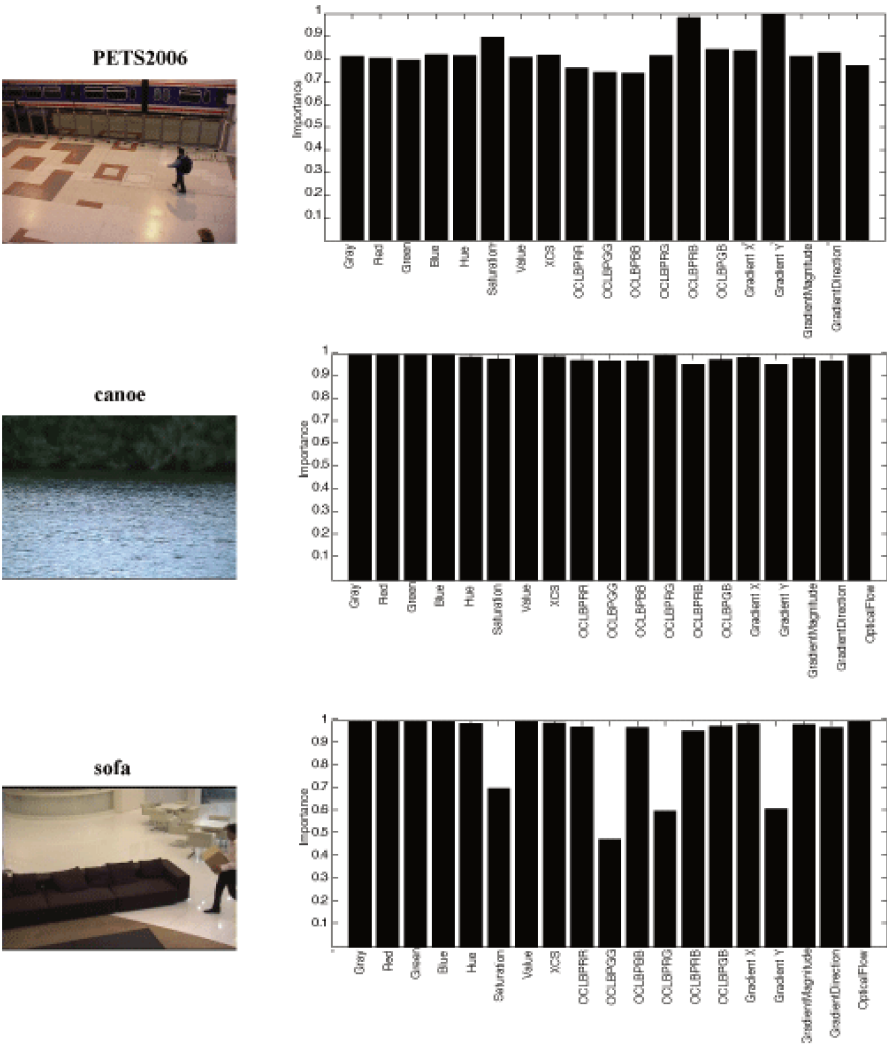 PETS2006
Importance
1
0.9
0.8
0.7
0.6
0.5
0.4
0.3
0.2
0.1
Gray
Red
Green
Blue
Hue
Saturation
Value
XCS
OCLBPRR
OCLBPGG
OCLBPBB
OCLBPRG
OCLBPRB
OCLBPGB
Gradient X
Gradient Y
GradientMagnitude
GradientDirection
canoe
Importance
1
0.9
0.8
0.7
0.6
0.5
0.4
0.3
0.2
0.1
Gray
Red
Green
Blue
Hue
Saturation
Value
XCS
OCLBPRR
OCLBPGG
OCLBPBB
OCLBPRG
OCLBPRB
OCLBPGB
Gradient X
Gradient Y
GradientMagnitude
GradientDirection
OpticalFlow
sofa
Importance
1
0.9
0.8
0.7
0.6
0.5
0.4
0.3
0.2
0.1
Gray
Red
Green
Blue
Hue
Saturation
Value
XCS
OCLBPRR
OCLBPGG
OCLBPBB
OCLBPRG
OCLBPRB
OCLBPGB
Gradient X
Gradient Y
GradientMagnitude
GradientDirection
OpticalFlow